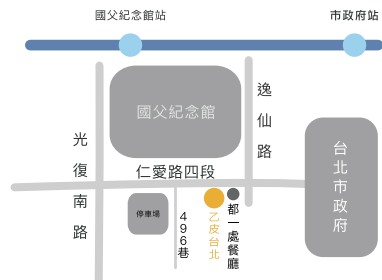 國父紀念館站
市政府站
國父紀念館
逸仙路
光復南路
台北市政府
仁愛路四段
停車場
496巷
乙皮台北
都一處餐廳